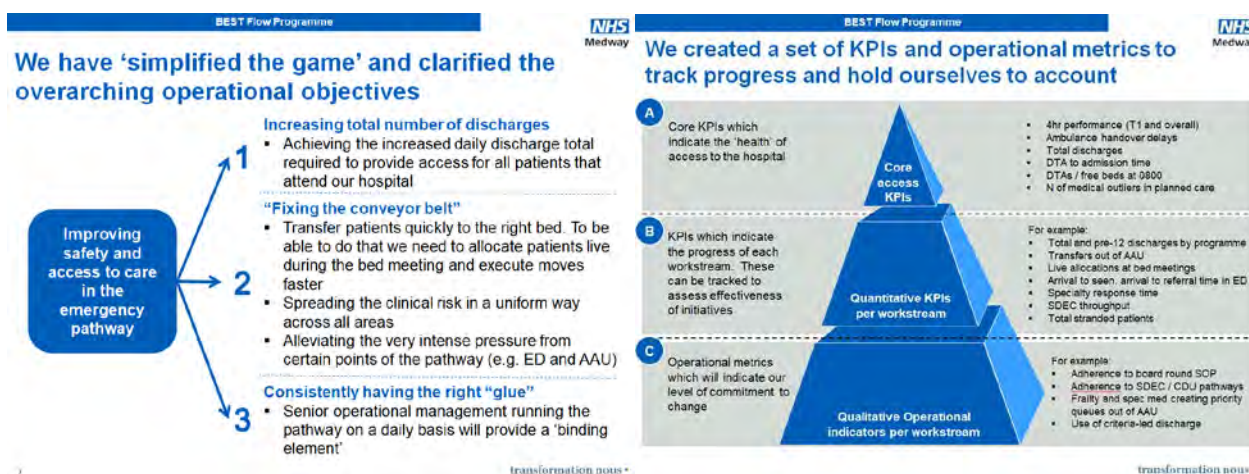 BEST Flow Programme
NHS
Medway
We have ‘simplified the game’ and clarified the
overarching operational objectives
Improving
safety and
access to care
in the
emergency
pathway
1
Increasing total number of discharges
▪ Achieving the increased daily discharge total
required to provide access for all patients that
attend our hospital
2
“Fixing the conveyor belt”
▪ Transfer patients quickly to the right bed. To be
able to do that we need to allocate patients live
during the bed meeting and execute moves
faster
▪ Spreading the clinical risk in a uniform way
across all areas
▪ Alleviating the very intense pressure from
certain points of the pathway (e.g. ED and AAU)
3
Consistently having the right “glue”
▪ Senior operational management running the
pathway on a daily basis will provide a ‘binding
element’
transformation nous
BEST Flow Programme
NHS
Medw
We created a set of KPIs and operational metrics to
track progress and hold ourselves to account
A
Core KPIs which
indicate the ‘health’ of
access to the hospital
Core
access
KPIs
▪ 4hr performance (T1 and overall)
▪ Ambulance handover delays
▪ Total discharges
▪ DTA to admission time
▪ DTAs / free beds at 0800
▪ N of medical outliers in planned care
B
KPIs which indicate
the progress of each
workstream. These
can be tracked to
assess effectiveness
of initiatives
Quantitative KPIs
per workstream
For example:
▪ Total and pre-12 discharges by programme
▪ Transfers out of AAU
▪ Live allocations at bed meetings
▪ Arrival to seen, arrival to referral time in ED
▪ Specialty response time
▪ SDEC throughput
▪ Total stranded patients
C
Operational metrics
which will indicate our
level of commitment to
change
Qualitative Operational
indicators per workstream
For example:
▪ Adherence to board round SOP
▪ Adherence to SDEC / CDU pathways
▪ Frailty and spec med creating priority
queues out of AAU
▪ Use of criteria-led discharge
transformation nous